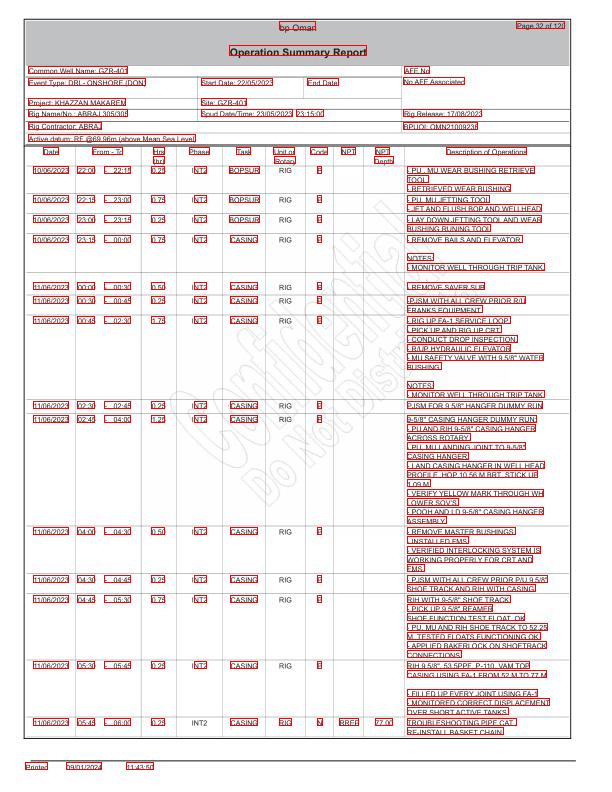 bp Oman
Page 32 of 120
Operation Summary Report
Common Well Name: GZR-401
AFE No
Event Type: DRL- ONSHORE (DON)
Start Date: 22/05/2023
End Date
No AFE Associated
Project: KHAZZAN MAKAREM
Site: GZR-401
Rig Name/No.: ABRAJ 305/305
Spud Date/Time: 23/05/2023 23:15:00
Rig Release: 17/08/2023
Rig Contractor: ABRAJ
BPUOI: OMN21009236
Active datum: RF @69.96m (above Mean Sea Level)
Date From - To Hrs (hr) Phase Task Unit or Rotary Code NPT NPT Depth Description of Operations
10/06/2023 22:00 - 22:15 0.25 INT2 BOPSUR RIG P - PU , MU WEAR BUSHING RETRIEVE
TOOL
- RETRIEVED WEAR BUSHING
10/06/2023 22:15 - 23:00 0.75 INT2 BOPSUR RIG P - PU, MU JETTING TOOL
- JET AND FLUSH BOP AND WELLHEAD
10/06/2023 23:00 - 23:15 0.25 INT2 BOPSUR RIG P - LAY DOWN JETTING TOOL AND WEAR
BUSHING RUNING TOOL
10/06/2023 23:15 - 00:00 0.75 INT2 CASING RIG P - REMOVE BAILS AND ELEVATOR
NOTES:
- MONITOR WELL THROUGH TRIP TANK
11/06/2023 00:00 - 00:30 0.50 INT2 CASING RIG P - REMOVE SAVER SUB
11/06/2023 00:30 - 00:45 0.25 INT2 CASING RIG P PJSM WITH ALL CREW PRIOR R/U
FRANKS EQUIPMENT
11/06/2023 00:45 - 02:30 1.75 INT2 CASING RIG P - RIG UP FA-1 SERVICE LOOP
- PICK UP AND RIG UP CRT
- CONDUCT DROP INSPECTION
- R/UP HYDRAULIC ELEVATOR
- MU SAFETY VALVE WITH 9.5/8" WATER
BUSHING
NOTES:
- MONITOR WELL THROUGH TRIP TANK
11/06/2023 02:30 - 02:45 0.25 INT2 CASING RIG P PJSM FOR 9 5/8" HANGER DUMMY RUN
11/06/2023 02:45 - 04:00 1.25 INT2 CASING RIG P 9-5/8" CASING HANGER DUMMY RUN:
- PU AND RIH 9-5/8" CASING HANGER
ACROSS ROTARY
- PU, MU LANDING JOINT TO 9-5/8"
CASING HANGER
- LAND CASING HANGER IN WELL HEAD
PROFILE. HOP 10.56 M BRT, STICK UP
1.09 M
- VERIFY YELLOW MARK THROUGH WH
LOWER SOV'S
- POOH AND LD 9-5/8" CASING HANGER
ASSEMBLY
11/06/2023 04:00 - 04:30 0.50 INT2 CASING RIG P - REMOVE MASTER BUSHINGS
- INSTALLED FMS
- VERIFIED INTERLOCKING SYSTEM IS
WORKING PROPERLY FOR CRT AND
FMS
11/06/2023 04:30 - 04:45 0.25 INT2 CASING RIG P - PJSM WITH ALL CREW PRIOR P/U 9.5/8"
SHOE TRACK AND RIH WITH CASING
11/06/2023 04:45 - 05:30 0.75 INT2 CASING RIG P RIH WITH 9-5/8" SHOE TRACK
- PICK UP 9.5/8" REAMER
SHOE FUNCTION TEST FLOAT, OK
- PU, MU AND RIH SHOE TRACK TO 52.25
M, TESTED FLOATS FUNCTIONING OK
- APPLIED BAKERLOCK ON SHOETRACK
CONNECTIONS
11/06/2023 05:30 - 05:45 0.25 INT2 CASING RIG P RIH 9 5/8", 53.5PPF, P-110, VAM TOP
CASING USING FA-1 FROM 52 M TO 77 M
- FILLED UP EVERY JOINT USING FA-1
- MONITORED CORRECT DISPLACEMENT
OVER SHORT ACTIVE TANKS
11/06/2023 05:45 - 06:00 0.25 INT2 CASING RIG N RREP 77.00 TROUBLESHOOTING PIPE CAT
RE-INSTALL BASKET CHAIN
Confidential
Printed 09/01/2024 11:43:50